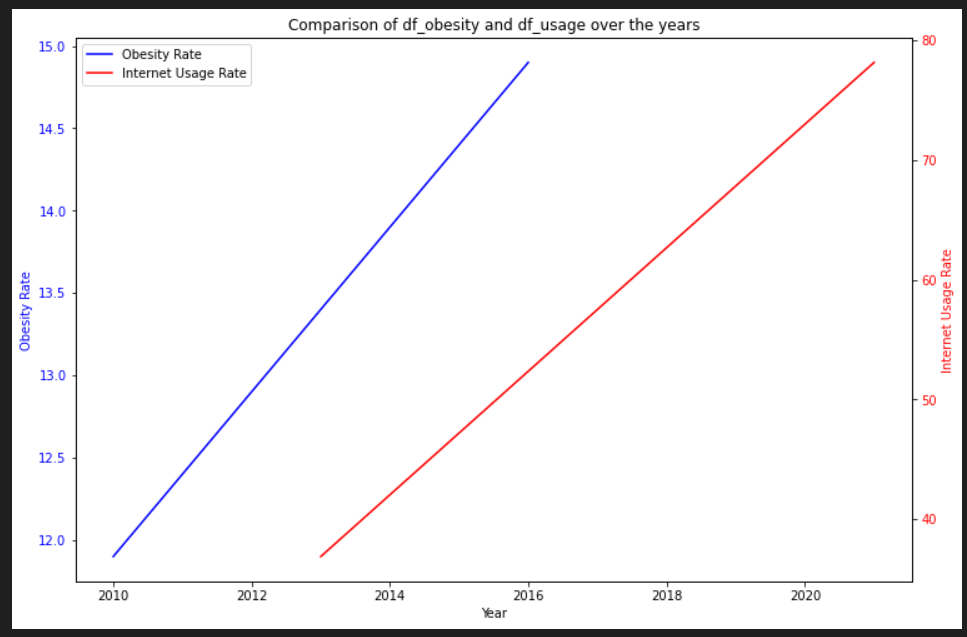 Comparison of df_obesity and df_usage over the years
Obesity Rate
Internet Usage Rate
15.0
14.5
14.0
13.5
13.0
12.5
12.0
Obesity Rate
80
70
60
50
40
Internet Usage Rate
2010 2012 2014 2016 2018 2020
Year